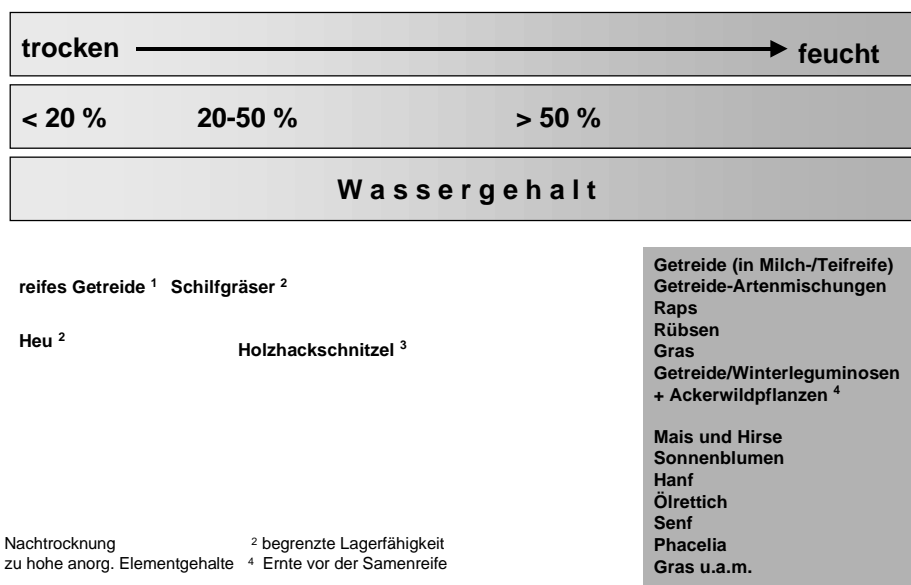 trocken feucht
< 20 % 20-50 % > 50 %
Wassergehalt
reifes Getreide ¹ Schilfgräser ²
Heu ²
Holzhackschnitzel ³
Getreide (in Milch-/Teifreife)
Getreide-Artenmischungen
Raps
Rübsen
Gras
Getreide/Winterleguminosen
+ Ackerwildpflanzen ⁴
Mais und Hirse
Sonnenblumen
Hanf
Ölrettich
Senf
Phacelia
Gras u.a.m.
Nachtrocknung ² begrenzte Lagerfähigkeit
zu hohe anorg. Elementgehalte ⁴ Ernte vor der Samenreife